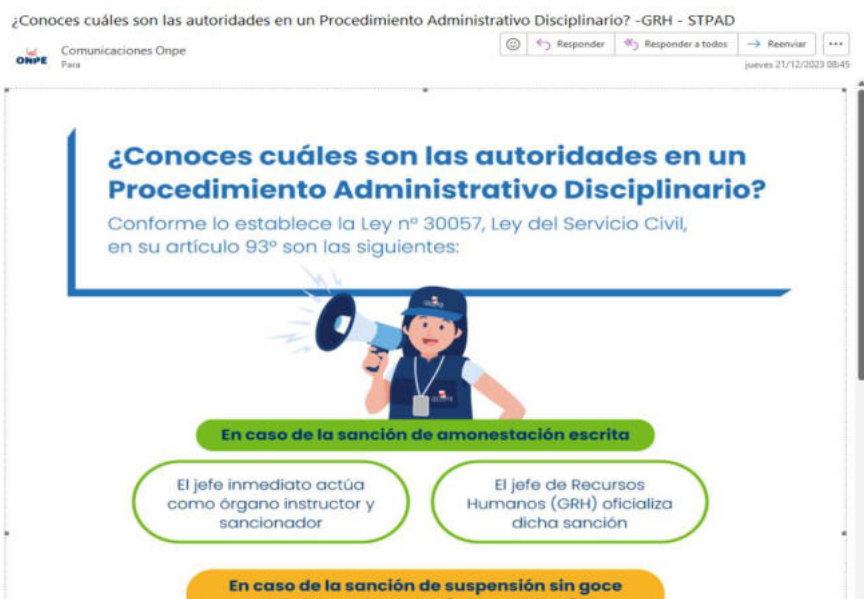 ¿Conoces cuáles son las autoridades en un Procedimiento Administrativo Disciplinario? -GRH - STPAD
ONPE
Comunicaciones Onpe
Para
Responder
Responder a todos
Reenviar
jueves 21/12/2023 08:45
¿Conoces cuáles son las autoridades en un
Procedimiento Administrativo Disciplinario?
Conforme lo establece la Ley nº 30057, Ley del Servicio Civil,
en su artículo 93º son las siguientes:
ONPE
En caso de la sanción de amonestación escrita
El jefe inmediato actúa
como órgano instructor y
sancionador
El jefe de Recursos
Humanos (GRH) oficializa
dicha sanción
En caso de la sanción de suspensión sin goce